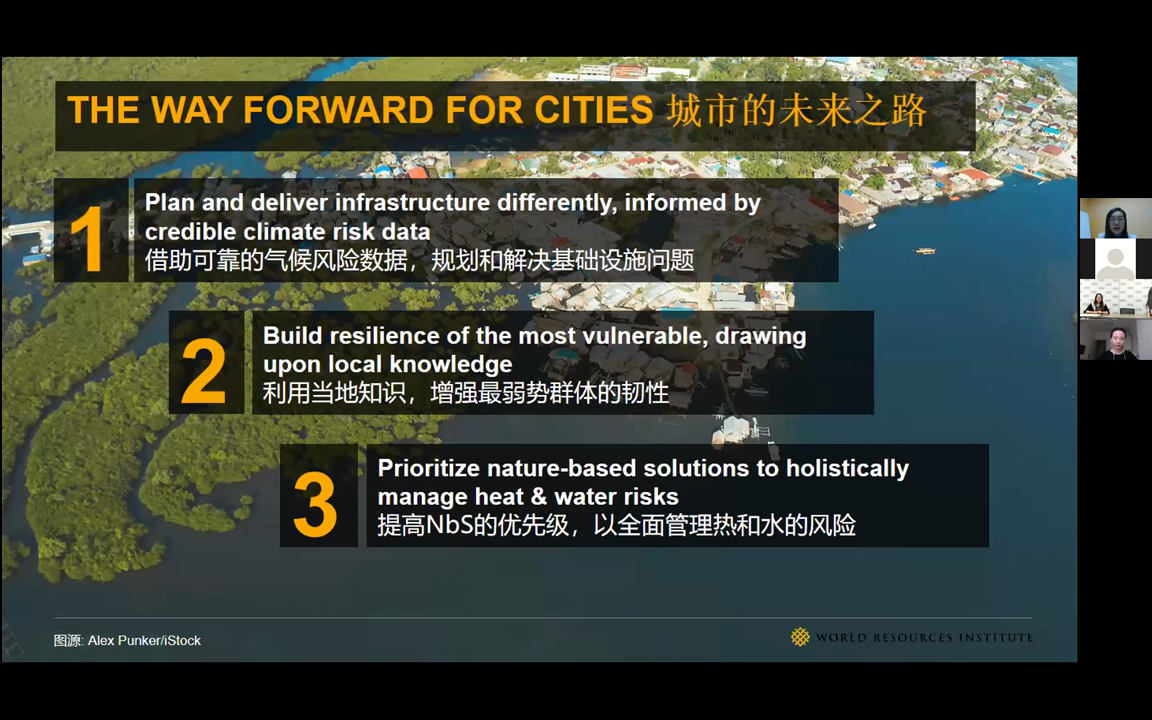 THE WAY FORWARD FOR CITIES 城市的未来之路
1
Plan and deliver infrastructure differently, informed by
credible climate risk data
借助可靠的气候风险数据，规划和解决基础设施问题
2
Build resilience of the most vulnerable, drawing
upon local knowledge
利用当地知识，增强最弱势群体的韧性
3
Prioritize nature-based solutions to holistically
manage heat & water risks
提高NbS的优先级，以全面管理热和水的风险
图源: Alex Punker/iStock
WORLD RESOURCES INSTITUTE